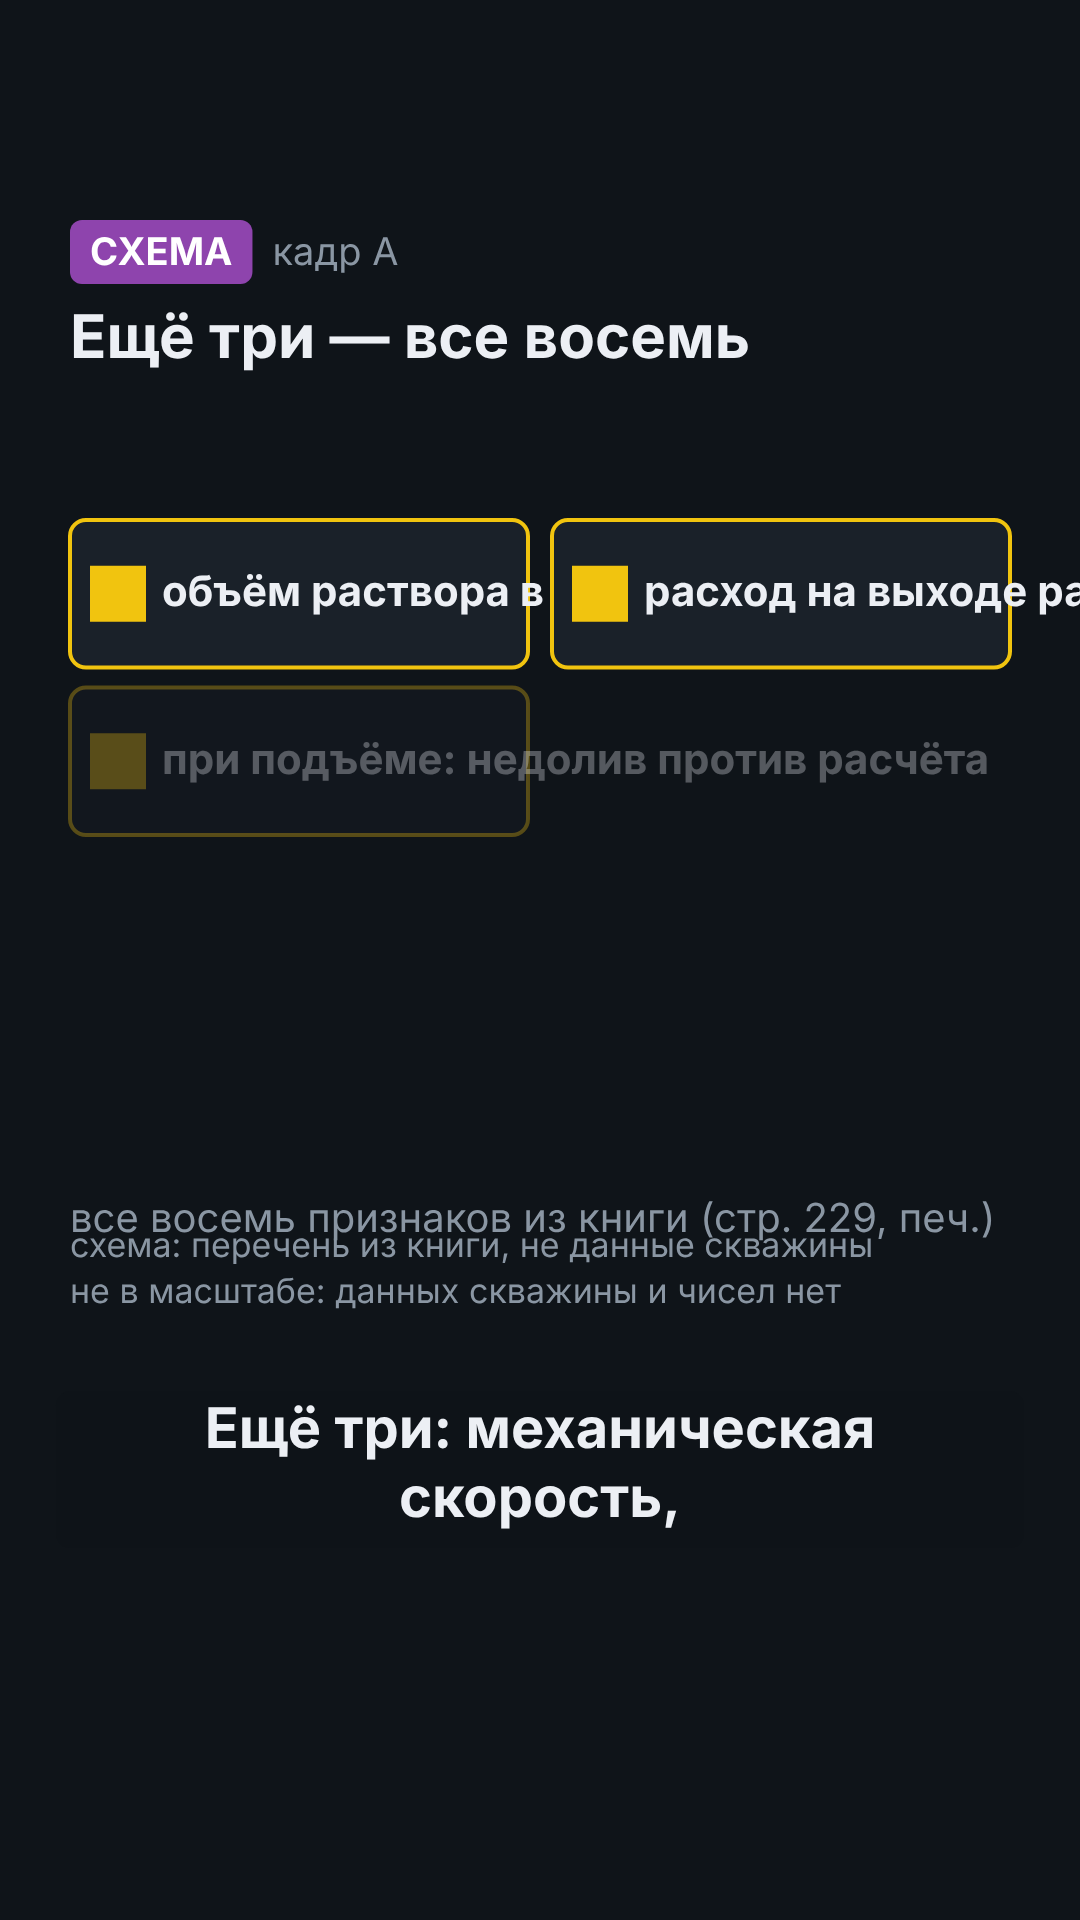 СХЕМА кадр А
Ещё три — все восемь
объём раствора в
расход на выходе ра
при подъёме: недолив против расчёта
все восемь признаков из книги (стр. 229, печ.)
схема: перечень из книги, не данные скважины
не в масштабе: данных скважины и чисел нет
Ещё три: механическая
скорость,